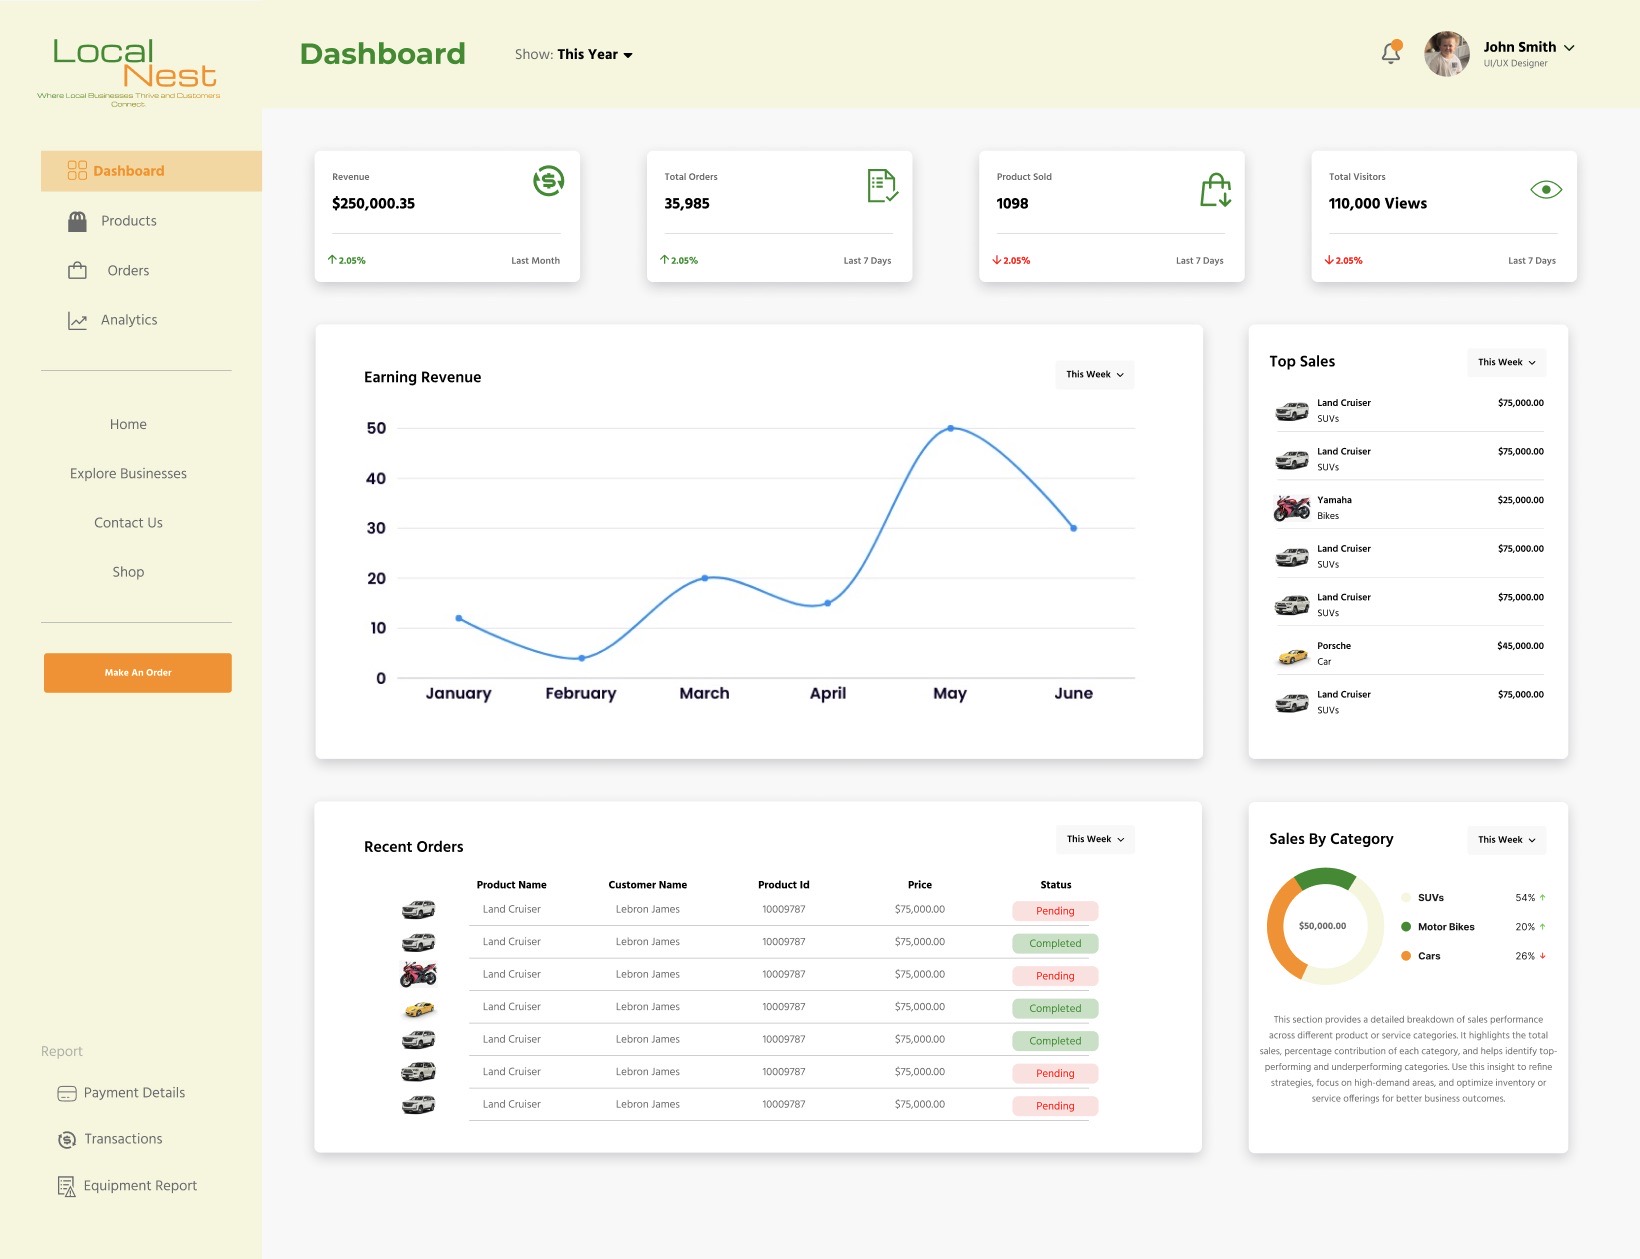 Local
Nest
Where Local Businesses Thrive and Customers
Connect.
Dashboard
Products
Orders
Analytics
Home
Explore Businesses
Contact Us
Shop
Make An Order
Report
Payment Details
Transactions
Equipment Report
Dashboard
Show: This Year
John Smith
UI/UX Designer
Revenue
$250,000.35
2.05%
Last Month
Total Orders
35,985
2.05%
Last 7 Days
Product Sold
1098
2.05%
Last 7 Days
Total Visitors
110,000 Views
2.05%
Last 7 Days
Earning Revenue
This Week
50
40
30
20
10
0
January February March April May June
Top Sales
This Week
Land Cruiser $75,000.00
SUVs
Land Cruiser $75,000.00
SUVs
Yamaha $25,000.00
Bikes
Land Cruiser $75,000.00
SUVs
Land Cruiser $75,000.00
SUVs
Porsche $45,000.00
Car
Land Cruiser $75,000.00
SUVs
Recent Orders
This Week
Product Name Customer Name Product Id Price Status
Land Cruiser Lebron James 10009787 $75,000.00 Pending
Land Cruiser Lebron James 10009787 $75,000.00 Completed
Land Cruiser Lebron James 10009787 $75,000.00 Pending
Land Cruiser Lebron James 10009787 $75,000.00 Completed
Land Cruiser Lebron James 10009787 $75,000.00 Completed
Land Cruiser Lebron James 10009787 $75,000.00 Pending
Land Cruiser Lebron James 10009787 $75,000.00 Pending
Sales By Category
This Week
$50,000.00
SUVs 54%
Motor Bikes 20%
Cars 26%
This section provides a detailed breakdown of sales performance
across different product or service categories. It highlights the total
sales, percentage contribution of each category, and helps identify top-
performing and underperforming categories. Use this insight to refine
strategies, focus on high-demand areas, and optimize inventory or
service offerings for better business outcomes.